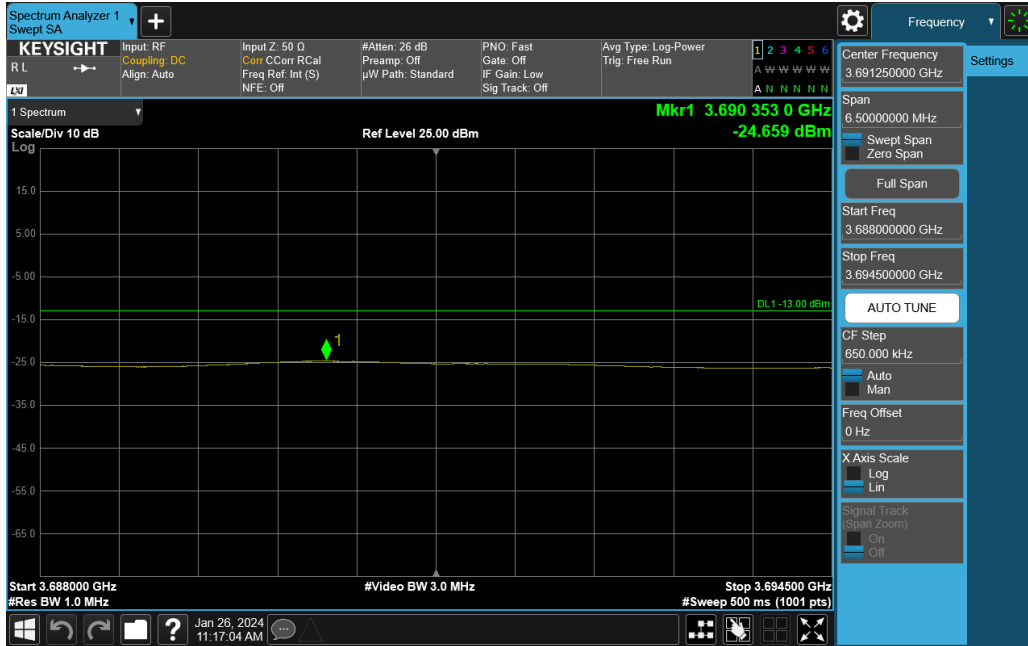 Spectrum Analyzer 1
Swept SA
Frequency
KEYSIGHT
R L
LXI
Input: RF
Coupling: DC
Align: Auto
Input Z: 50 Ω
Corr CCorr RCal
Freq Ref: Int (S)
NFE: Off
#Atten: 26 dB
Preamp: Off
µW Path: Standard
PNO: Fast
Gate: Off
IF Gain: Low
Sig Track: Off
Avg Type: Log-Power
Trig: Free Run
1 2 3 4 5 6
A W W W W W
A N N N N N
1 Spectrum
Scale/Div 10 dB
Log
Ref Level 25.00 dBm
Mkr1 3.690 353 0 GHz
-24.659 dBm
15.0
5.00
-5.00
-15.0
-25.0
-35.0
-45.0
-55.0
-65.0
DL1 -13.00 dBm
1
Start 3.688000 GHz
#Res BW 1.0 MHz
#Video BW 3.0 MHz
Stop 3.694500 GHz
#Sweep 500 ms (1001 pts)
?
Jan 26, 2024
11:17:04 AM
Center Frequency
3.691250000 GHz
Settings
Span
6.50000000 MHz
Swept Span
Zero Span
Full Span
Start Freq
3.688000000 GHz
Stop Freq
3.694500000 GHz
AUTO TUNE
CF Step
650.000 kHz
Auto
Man
Freq Offset
0 Hz
X Axis Scale
Log
Lin
Signal Track
(Span Zoom)
On
Off